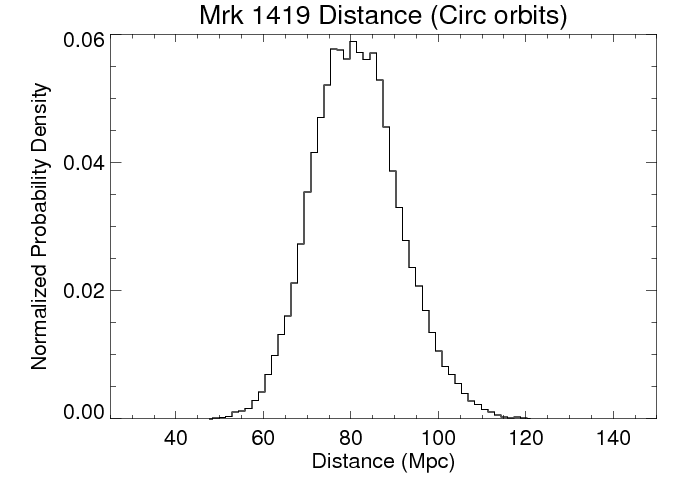 Mrk 1419 Distance (Circ orbits)
Normalized Probability Density
0.06
0.04
0.02
0.00
40 60 80 100 120 140
Distance (Mpc)